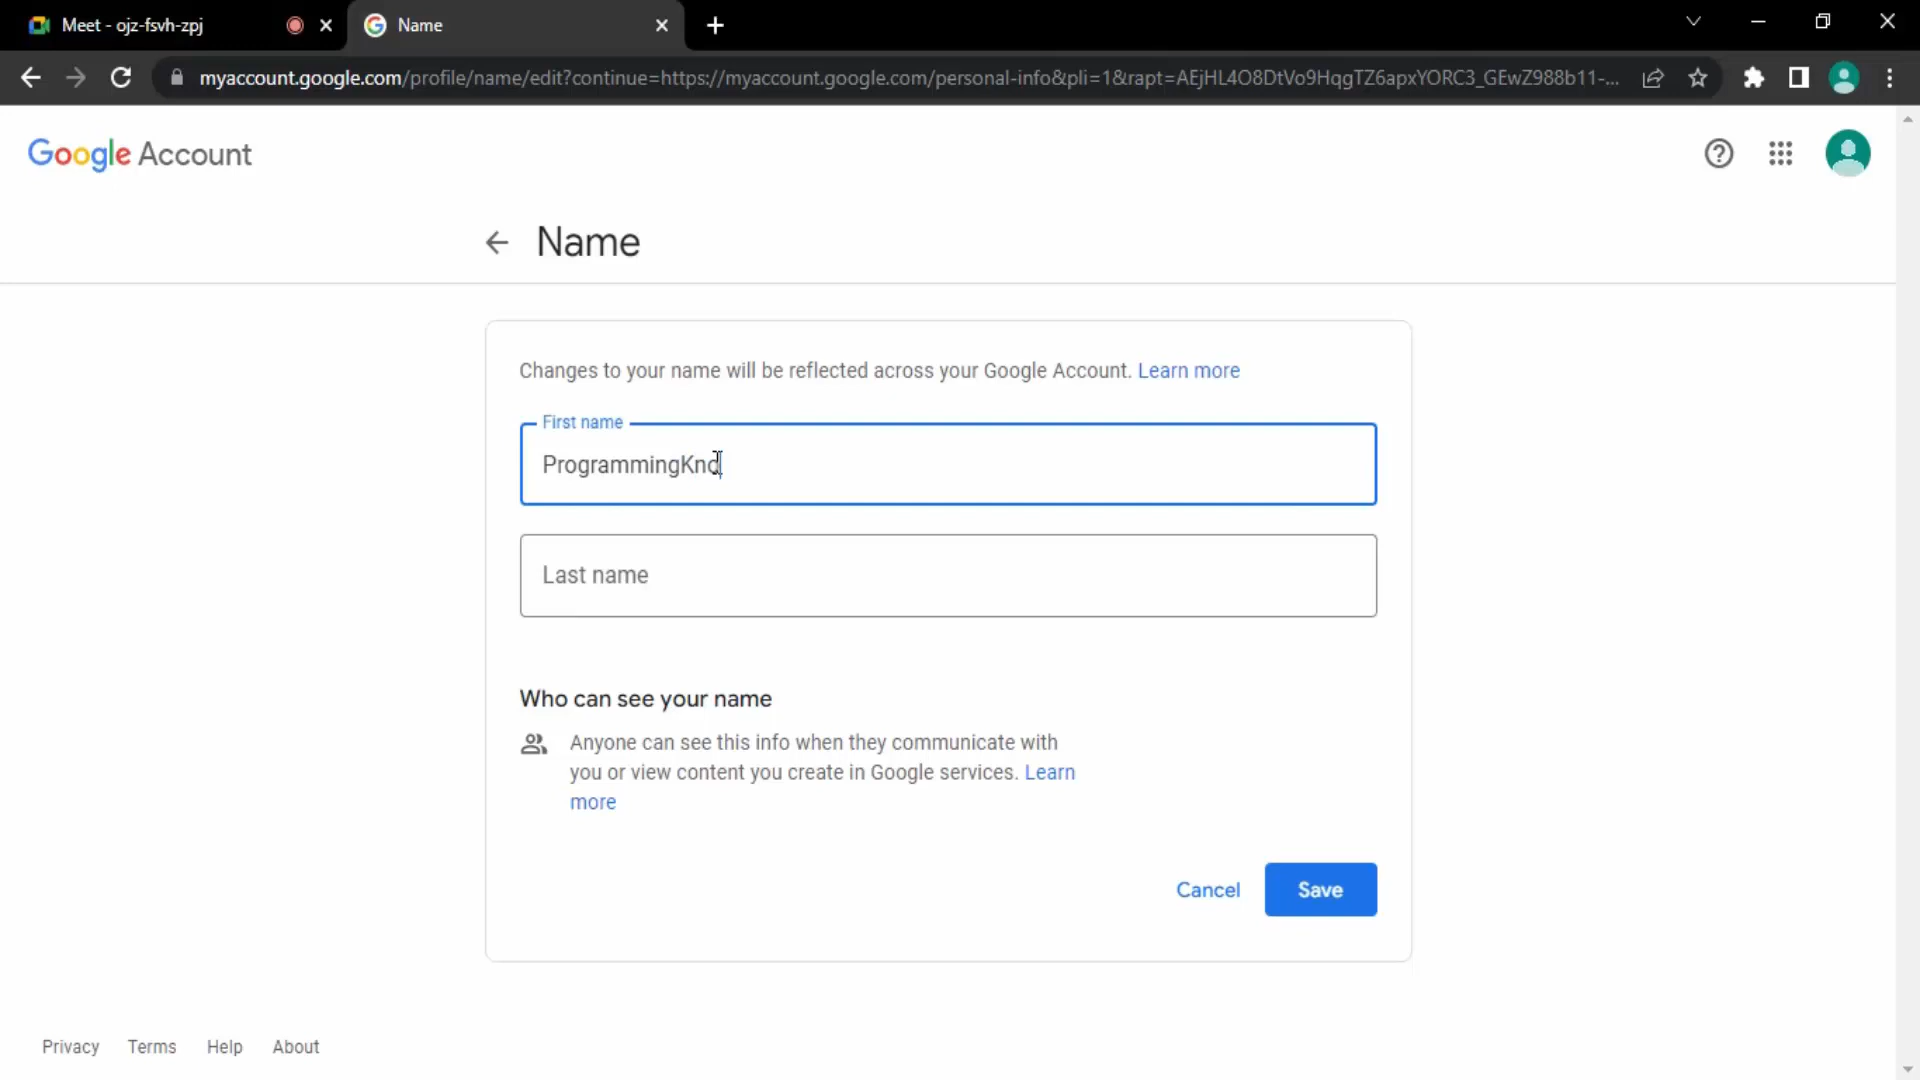 Meet - ojz-fsvh-zpj
Name
myaccount.google.com/profile/name/edit?continue=https://myaccount.google.com/personal-info&pli=1&rapt=AEjHL4O8DtVo9HqgTZ6apxYORC3_GEwZ988b11-...
Google Account
Name
Changes to your name will be reflected across your Google Account. Learn more
First name
ProgrammingKno
Last name
Who can see your name
Anyone can see this info when they communicate with
you or view content you create in Google services. Learn
more
Cancel
Save
Privacy
Terms
Help
About